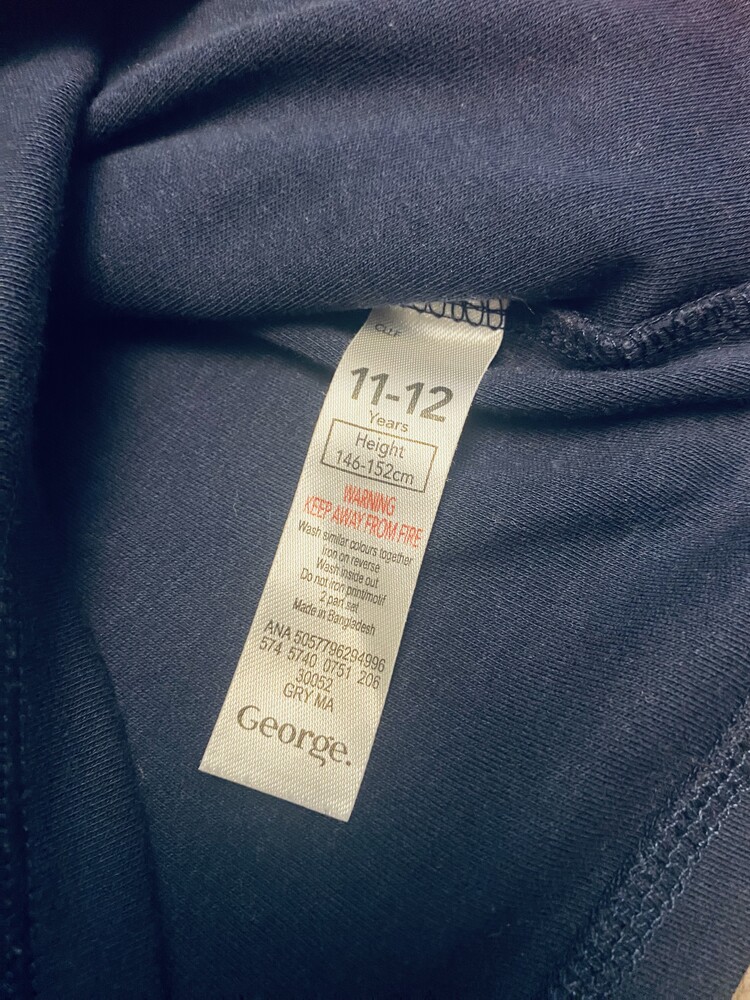 11-12
Years
Height
146-152cm
WARNING
KEEP AWAY FROM FIRE
Wash similar colours together
Iron on reverse
Wash inside out
Do not iron print/motif
2 part set
Made in Bangladesh
ANA 5057796294996
574 5740 0751 206
30052
GRY MA
George.